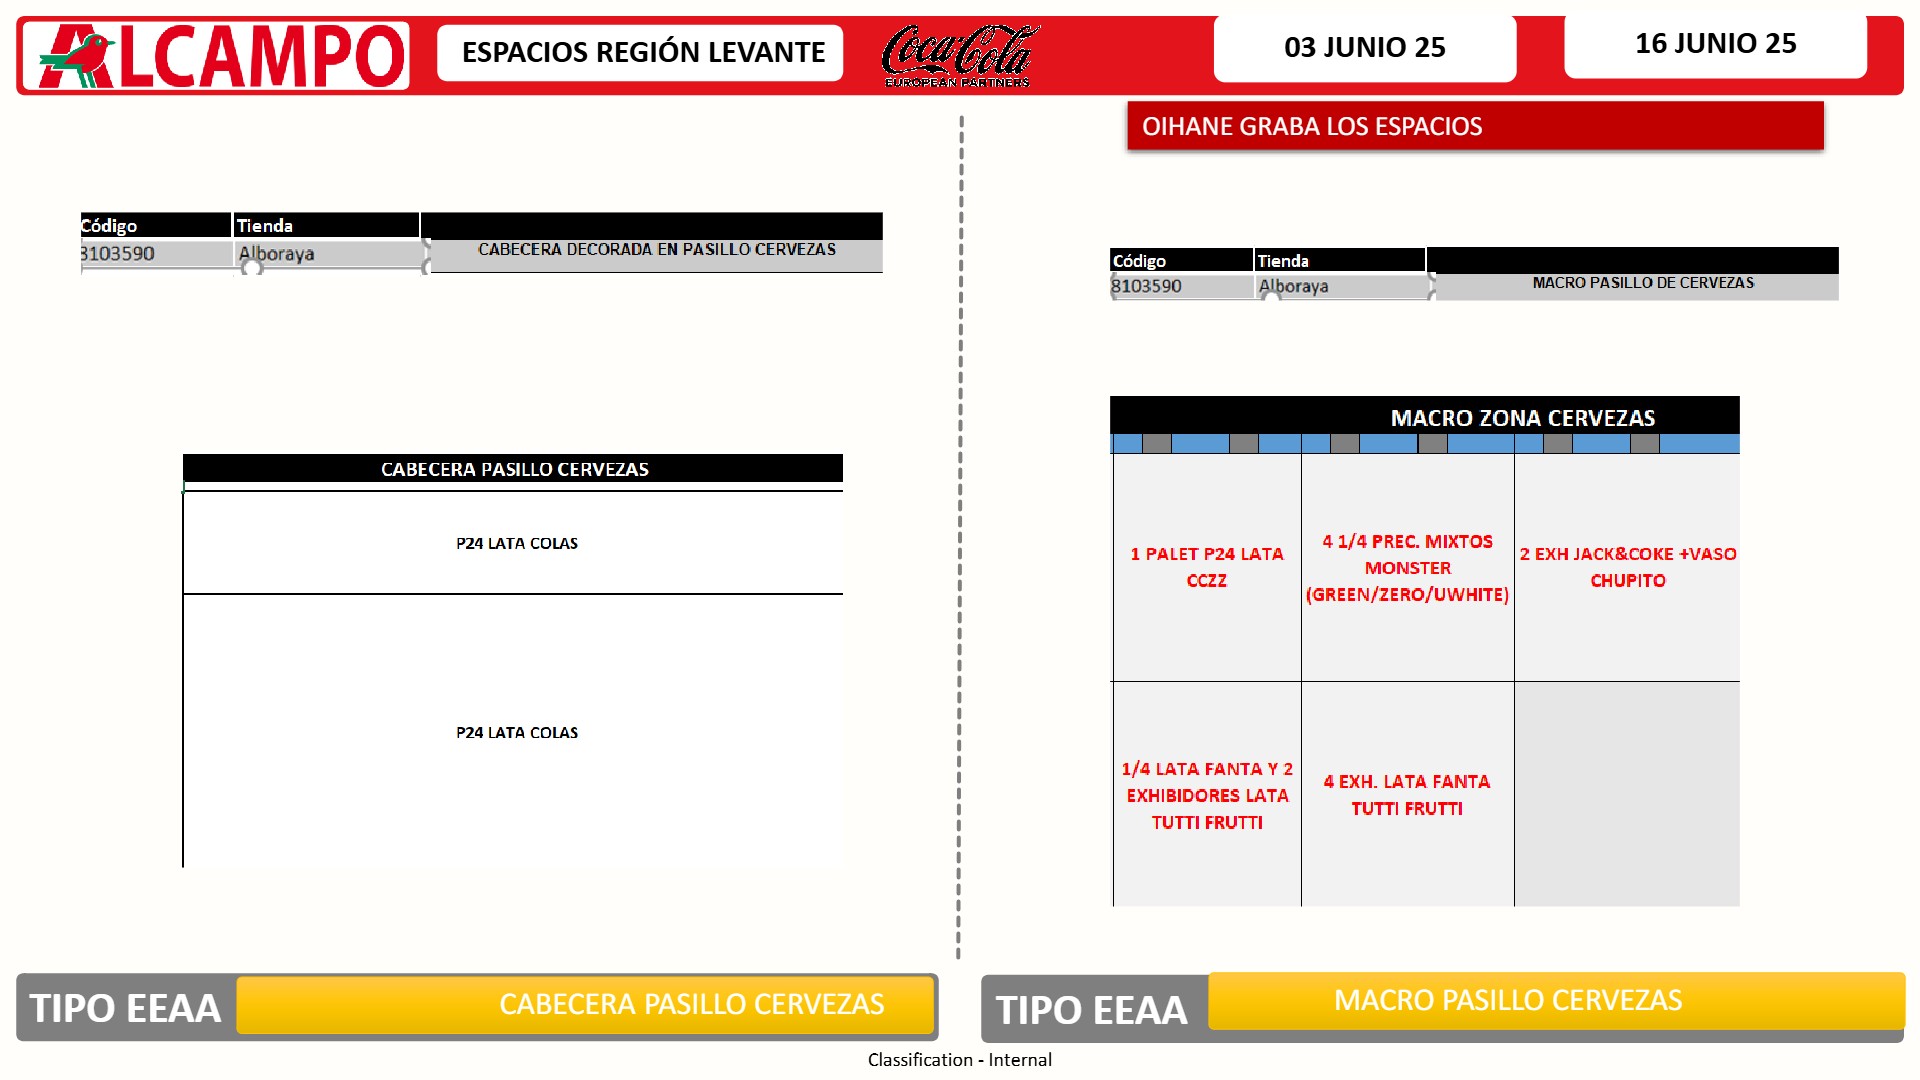 ALCAMPO
ESPACIOS REGIÓN LEVANTE
Coca-Cola
EUROPEAN PARTNERS
03 JUNIO 25
16 JUNIO 25
OIHANE GRABA LOS ESPACIOS
Código Tienda
8103590 Alboraya CABECERA DECORADA EN PASILLO CERVEZAS
CABECERA PASILLO CERVEZAS
P24 LATA COLAS
P24 LATA COLAS
Código Tienda
8103590 Alboraya MACRO PASILLO DE CERVEZAS
MACRO ZONA CERVEZAS
1 PALET P24 LATA
CCZZ
4 1/4 PREC. MIXTOS
MONSTER
(GREEN/ZERO/UWHITE)
2 EXH JACK&COKE +VASO
CHUPITO
1/4 LATA FANTA Y 2
EXHIBIDORES LATA
TUTTI FRUTTI
4 EXH. LATA FANTA
TUTTI FRUTTI
TIPO EEAA CABECERA PASILLO CERVEZAS
TIPO EEAA MACRO PASILLO CERVEZAS
Classification - Internal